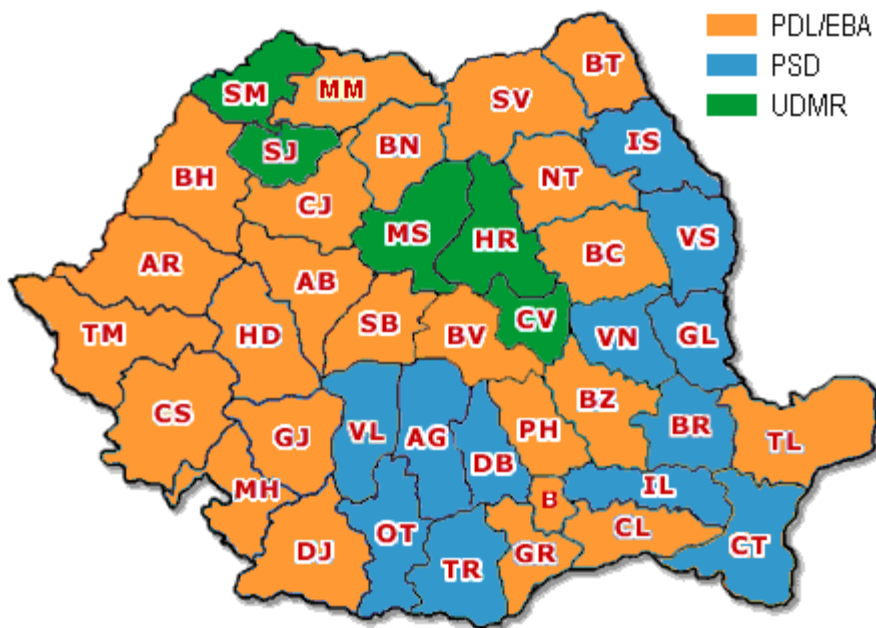 PDL/EBA
PSD
UDMR
BT
SM
MM
SV
IS
SJ
BN
BH
NT
CJ
MS
HR
VS
BC
AR
AB
SB
CV
TM
HD
BV
VN
GL
CS
BZ
GJ
VL
AG
PH
BR
TL
DB
MH
B
IL
OT
CL
DJ
GR
CT
TR